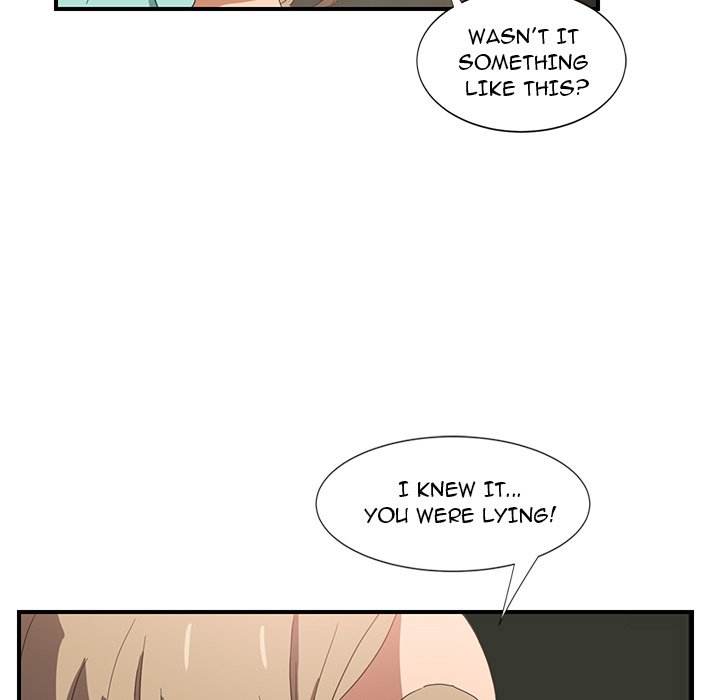 WASN'T IT
SOMETHING
LIKE THIS?
I KNEW IT...
YOU WERE LYING!